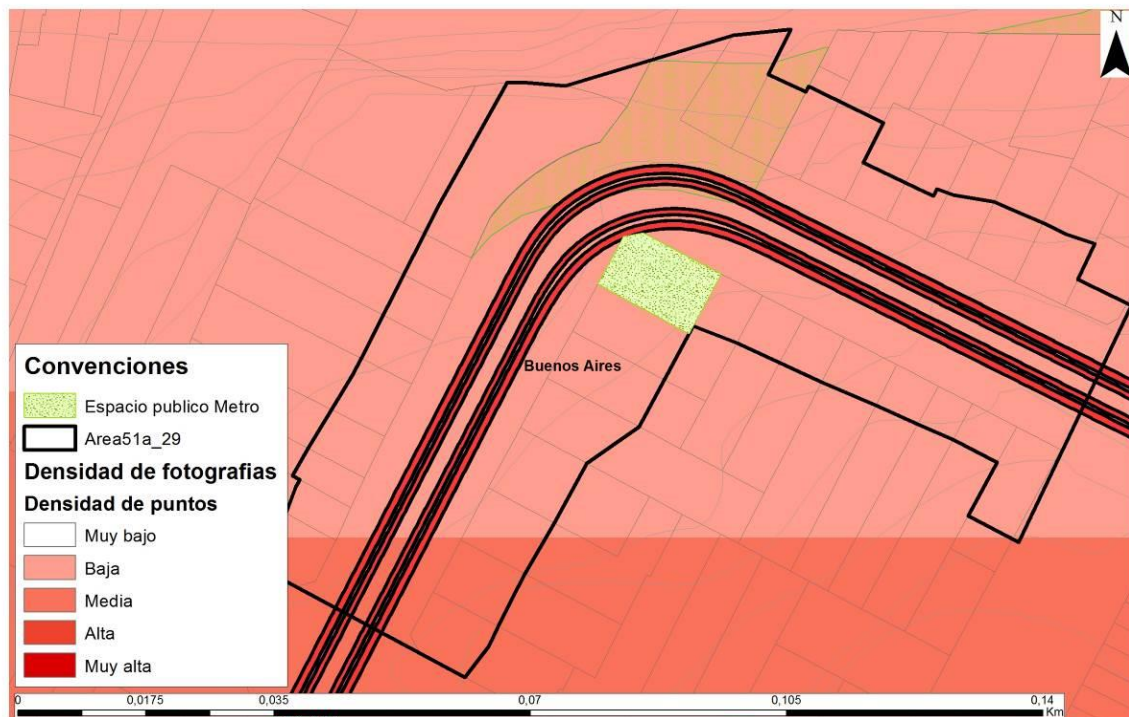 N
Buenos Aires
Convenciones
Espacio publico Metro
Area51a_29
Densidad de fotografias
Densidad de puntos
Muy bajo
Baja
Media
Alta
Muy alta
0 0,0175 0,035 0,07 0,105 0,14
Km